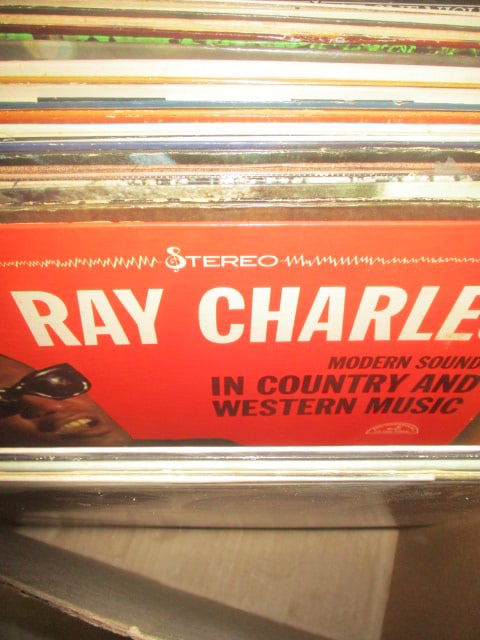 STEREO
RAY CHARLE
MODERN SOUND
IN COUNTRY AND
WESTERN MUSIC